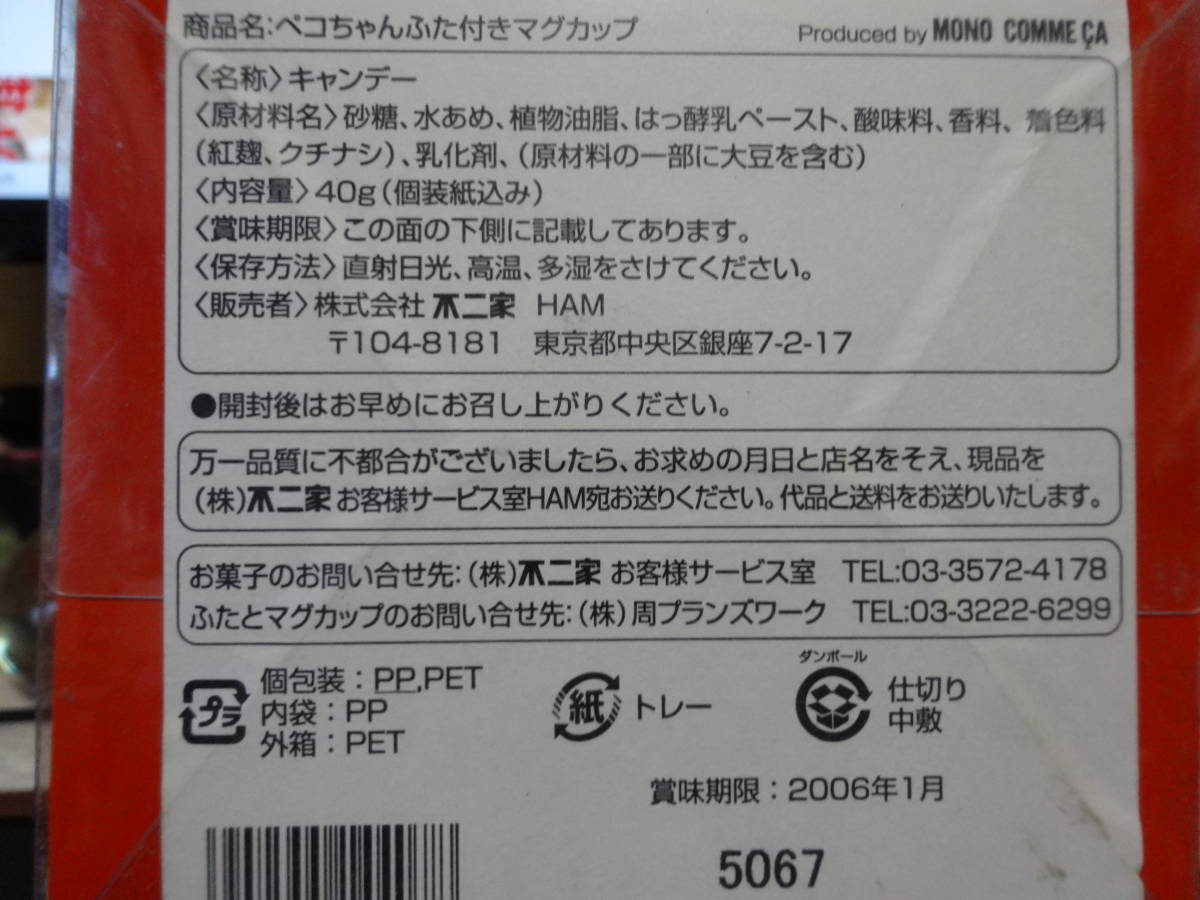 商品名:ペコちゃんふた付きマグカップ Produced by MONO COMME ÇA
〈名称〉キャンデー
〈原材料名〉砂糖、水あめ、植物油脂、はっ酵乳ペースト、酸味料、香料、着色料
(紅麹、クチナシ)、乳化剤、(原材料の一部に大豆を含む)
〈内容量〉40g(個装紙込み)
〈賞味期限〉この面の下側に記載してあります。
〈保存方法〉直射日光、高温、多湿をさけてください。
〈販売者〉株式会社 不二家 HAM
〒104-8181 東京都中央区銀座7-2-17
●開封後はお早めにお召し上がりください。
万一品質に不都合がございましたら、お求めの月日と店名をそえ、現品を
(株)不二家 お客様サービス室HAM宛お送りください。代品と送料をお送りいたします。
お菓子のお問い合せ先:(株)不二家 お客様サービス室 TEL:03-3572-4178
ふたとマグカップのお問い合せ先:(株)周プランズワーク TEL:03-3222-6299
プラ
個包装:PP,PET
内袋:PP
外箱:PET
紙 トレー
ダンボール
仕切り
中敷
賞味期限:2006年1月
5067